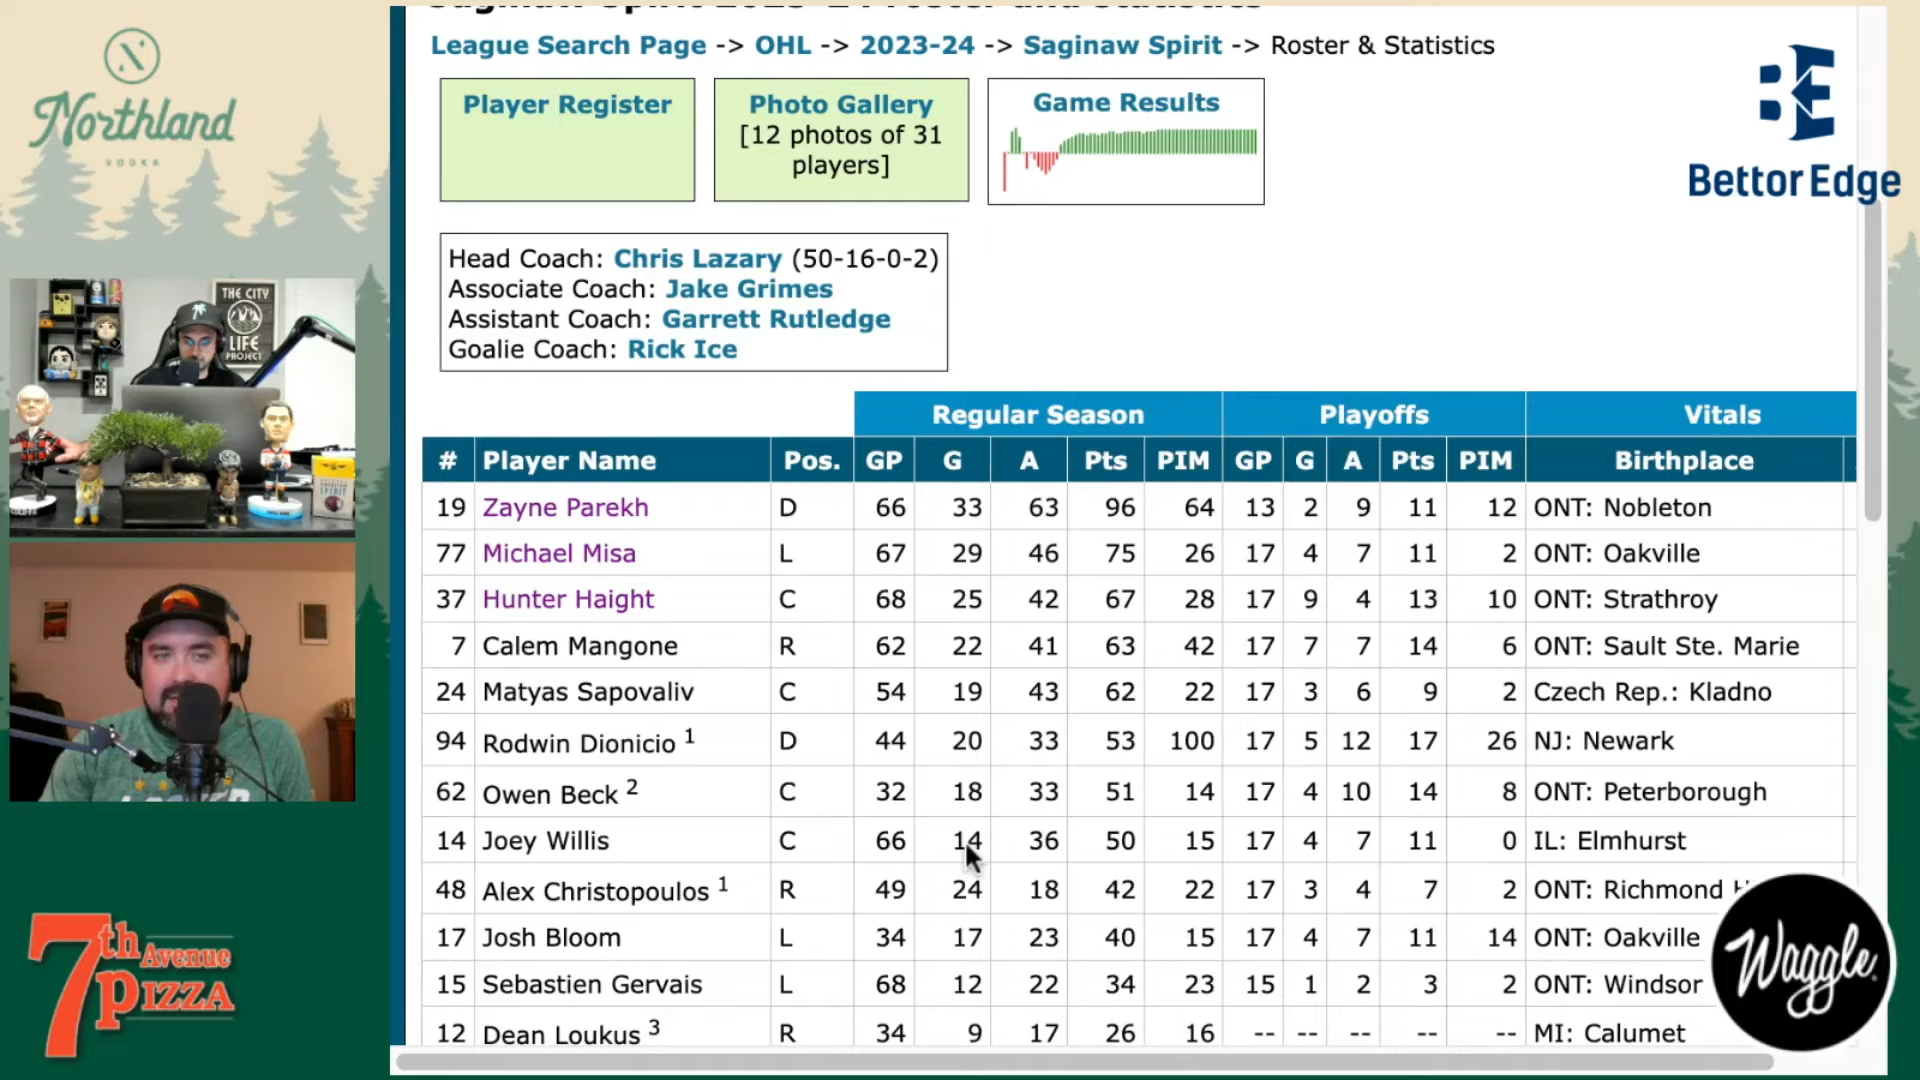 Saginaw Spirit 2023-24 Roster and Statistics
League Search Page -> OHL -> 2023-24 -> Saginaw Spirit -> Roster & Statistics
Player Register
Photo Gallery
[12 photos of 31
players]
Game Results
Head Coach: Chris Lazary (50-16-0-2)
Associate Coach: Jake Grimes
Assistant Coach: Garrett Rutledge
Goalie Coach: Rick Ice
Regular Season Playoffs Vitals
# Player Name Pos. GP G A Pts PIM GP G A Pts PIM Birthplace
19 Zayne Parekh D 66 33 63 96 64 13 2 9 11 12 ONT: Nobleton
77 Michael Misa L 67 29 46 75 26 17 4 7 11 2 ONT: Oakville
37 Hunter Haight C 68 25 42 67 28 17 9 4 13 10 ONT: Strathroy
7 Calem Mangone R 62 22 41 63 42 17 7 7 14 6 ONT: Sault Ste. Marie
24 Matyas Sapovaliv C 54 19 43 62 22 17 3 6 9 2 Czech Rep.: Kladno
94 Rodwin Dionicio 1 D 44 20 33 53 100 17 5 12 17 26 NJ: Newark
62 Owen Beck 2 C 32 18 33 51 14 17 4 10 14 8 ONT: Peterborough
14 Joey Willis C 66 14 36 50 15 17 4 7 11 0 IL: Elmhurst
48 Alex Christopoulos 1 R 49 24 18 42 22 17 3 4 7 2 ONT: Richmond
17 Josh Bloom L 34 17 23 40 15 17 4 7 11 14 ONT: Oakville
15 Sebastien Gervais L 68 12 22 34 23 15 1 2 3 2 ONT: Windsor
12 Dean Loukus 3 R 34 9 17 26 16 -- -- -- -- -- MI: Calumet
N
Northland
VODKA
THE CITY
LIFE
PROJECT
7th Avenue
PIZZA
BE
BettorEdge
Waggle